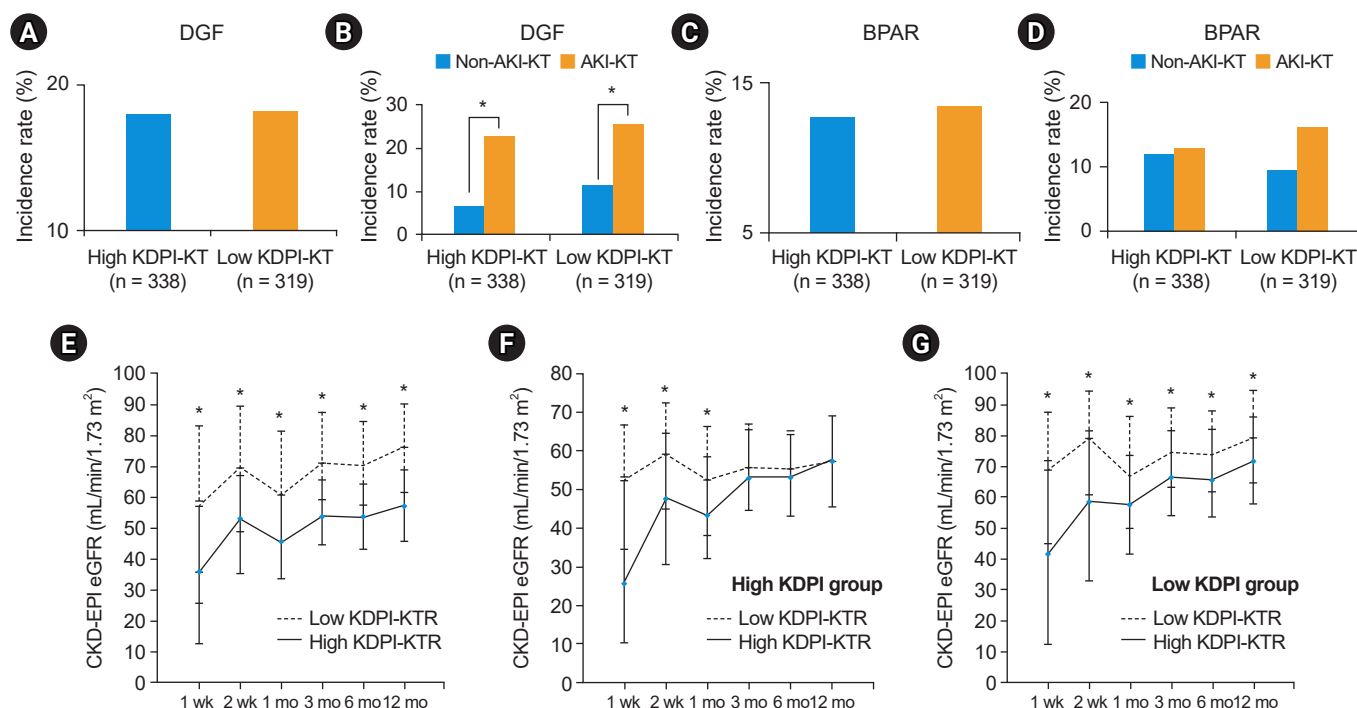 A
DGF
Incidence rate (%)
20
10
High KDPI-KT
(n = 338)
Low KDPI-KT
(n = 319)
B
DGF
Non-AKI-KT
AKI-KT
Incidence rate (%)
30
20
10
0
*
*
High KDPI-KT
(n = 338)
Low KDPI-KT
(n = 319)
C
BPAR
Incidence rate (%)
15
5
High KDPI-KT
(n = 338)
Low KDPI-KT
(n = 319)
D
BPAR
Non-AKI-KT
AKI-KT
Incidence rate (%)
20
10
0
High KDPI-KT
(n = 338)
Low KDPI-KT
(n = 319)
E
CKD-EPI eGFR (mL/min/1.73 m²)
100
90
80
70
60
50
40
30
20
10
0
* * * * * *
Low KDPI-KTR
High KDPI-KTR
1 wk 2 wk 1 mo 3 mo 6 mo 12 mo
F
CKD-EPI eGFR (mL/min/1.73 m²)
80
70
60
50
40
30
20
10
0
* * *
High KDPI group
Low KDPI-KTR
High KDPI-KTR
1 wk 2 wk 1 mo 3 mo 6 mo 12 mo
G
CKD-EPI eGFR (mL/min/1.73 m²)
100
90
80
70
60
50
40
30
20
10
0
* * * * * *
Low KDPI group
Low KDPI-KTR
High KDPI-KTR
1 wk 2 wk 1 mo 3 mo 6 mo 12 mo